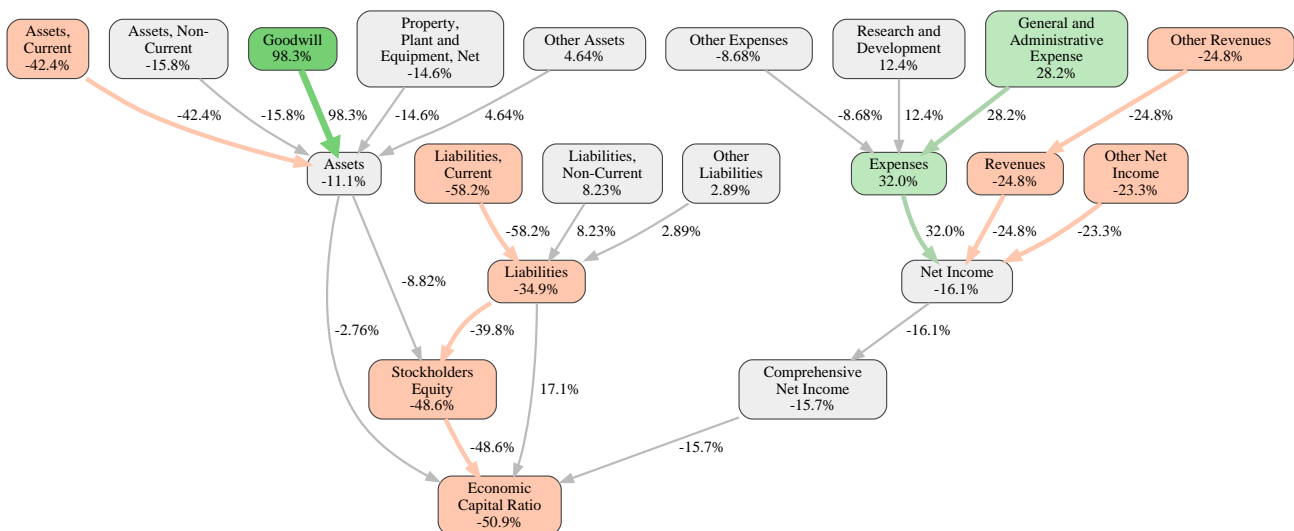 Assets,
Current
-42.4%
Assets, Non-
Current
-15.8%
Goodwill
98.3%
Property,
Plant and
Equipment, Net
-14.6%
Other Assets
4.64%
Other Expenses
-8.68%
Research and
Development
12.4%
General and
Administrative
Expense
28.2%
Other Revenues
-24.8%
-42.4%
-15.8%
98.3%
-14.6%
4.64%
-8.68%
12.4%
28.2%
-24.8%
Assets
-11.1%
Liabilities,
Current
-58.2%
Liabilities,
Non-Current
8.23%
Other
Liabilities
2.89%
Expenses
32.0%
Revenues
-24.8%
Other Net
Income
-23.3%
-58.2%
8.23%
2.89%
32.0%
-24.8%
-23.3%
-8.82%
Liabilities
-34.9%
Net Income
-16.1%
-2.76%
-39.8%
-16.1%
Stockholders
Equity
-48.6%
17.1%
Comprehensive
Net Income
-15.7%
-48.6%
-15.7%
Economic
Capital Ratio
-50.9%